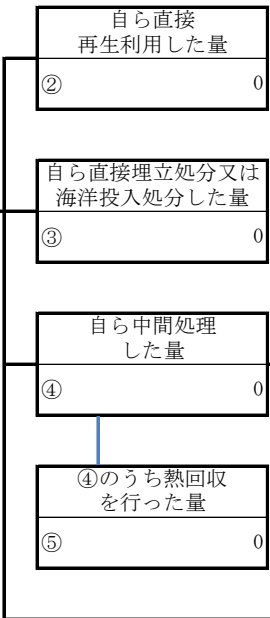 自ら直接
再生利用した量
② 0
自ら直接埋立処分又は
海洋投入処分した量
③ 0
自ら中間処理
した量
④ 0
④のうち熱回収
を行った量
⑤ 0